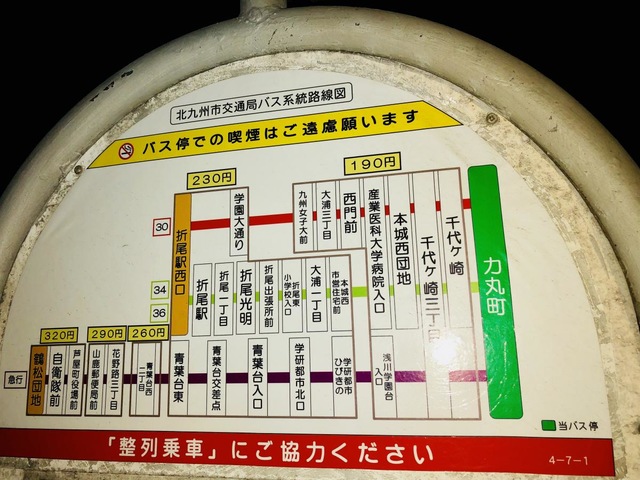 北九州市交通局バス系統路線図
バス停での喫煙はご遠慮願います
230円
190円
30
34
36
折尾駅西口
学園大通り
九州女子大前
大浦三丁目
西門前
産業医科大学病院入口
本城西団地
千代ヶ崎三丁目
千代ヶ崎
力丸町
折尾駅
折尾一丁目
折尾光明
折尾出張所前
折尾東小学校入口
大浦一丁目
本城西市営住宅前
320円
290円
260円
急行
鶴松団地
自衛隊前
芦屋町役場前
山鹿郵便局前
花野路三丁目
青葉台西二丁目
青葉台東
青葉台交差点
青葉台入口
学研都市北口
学研都市ひびきの
浅川学園台入口
当バス停
「整列乗車」にご協力ください
4-7-1